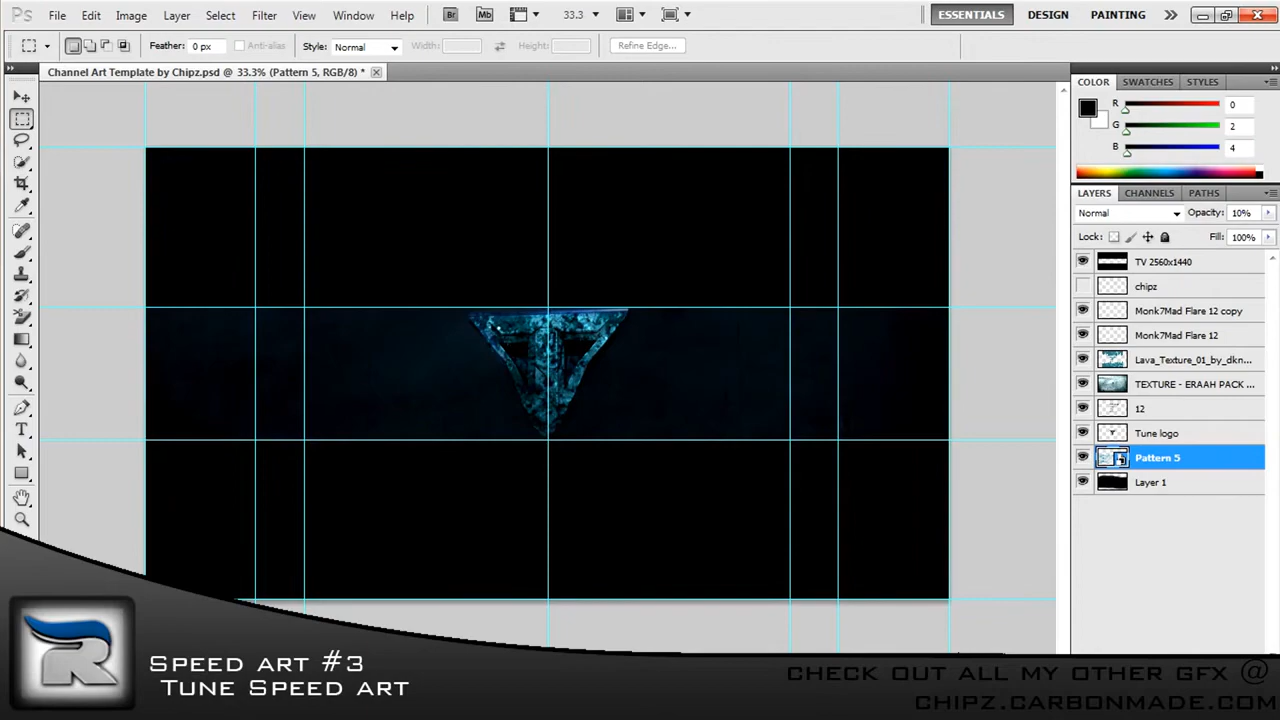 Ps File Edit Image Layer Select Filter View Window Help Br Mb 33.3 ESSENTIALS DESIGN PAINTING
Feather: 0 px Anti-alias Style: Normal Width: Height: Refine Edge...
Channel Art Template by Chipz.psd @ 33.3% (Pattern 5, RGB/8) *
COLOR SWATCHES STYLES
R 0
G 2
B 4
LAYERS CHANNELS PATHS
Normal Opacity: 10%
Lock: Fill: 100%
TV 2560x1440
chipz
Monk7Mad Flare 12 copy
Monk7Mad Flare 12
Lava_Texture_01_by_dkn...
TEXTURE - ERAAH PACK ...
12
Tune logo
Pattern 5
Layer 1
Speed art #3
Tune Speed art
check out all my other gfx @
chipz.carbonmade.com